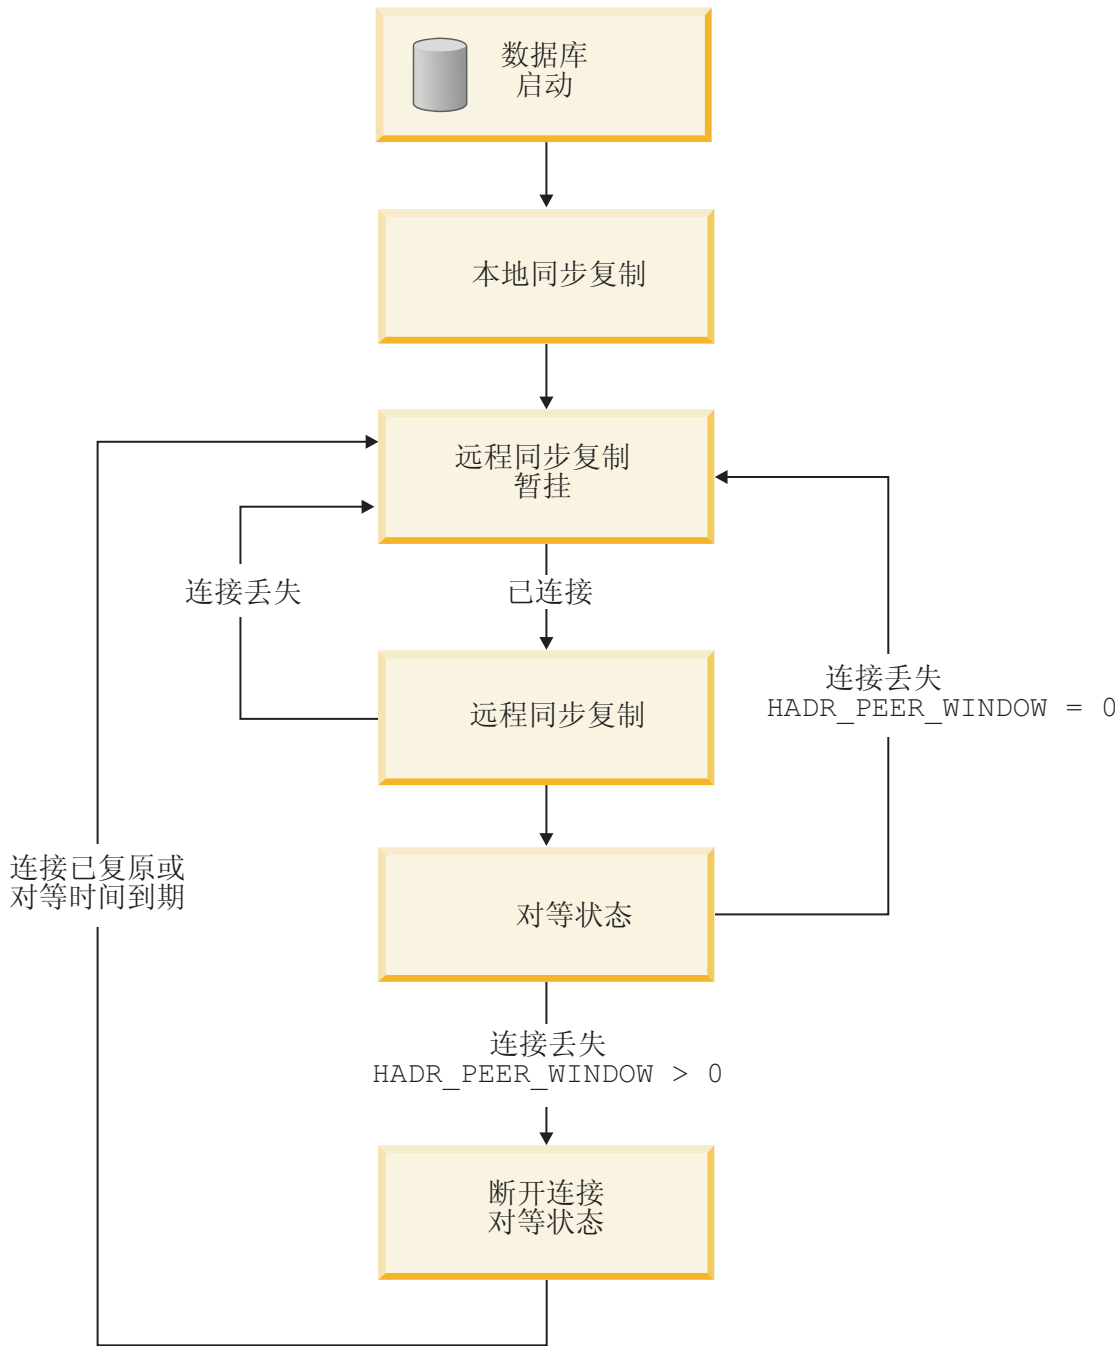 数据库
启动
本地同步复制
远程同步复制
暂挂
连接丢失
已连接
连接丢失
HADR_PEER_WINDOW = 0
远程同步复制
连接已复原或
对等时间到期
对等状态
连接丢失
HADR_PEER_WINDOW > 0
断开连接
对等状态